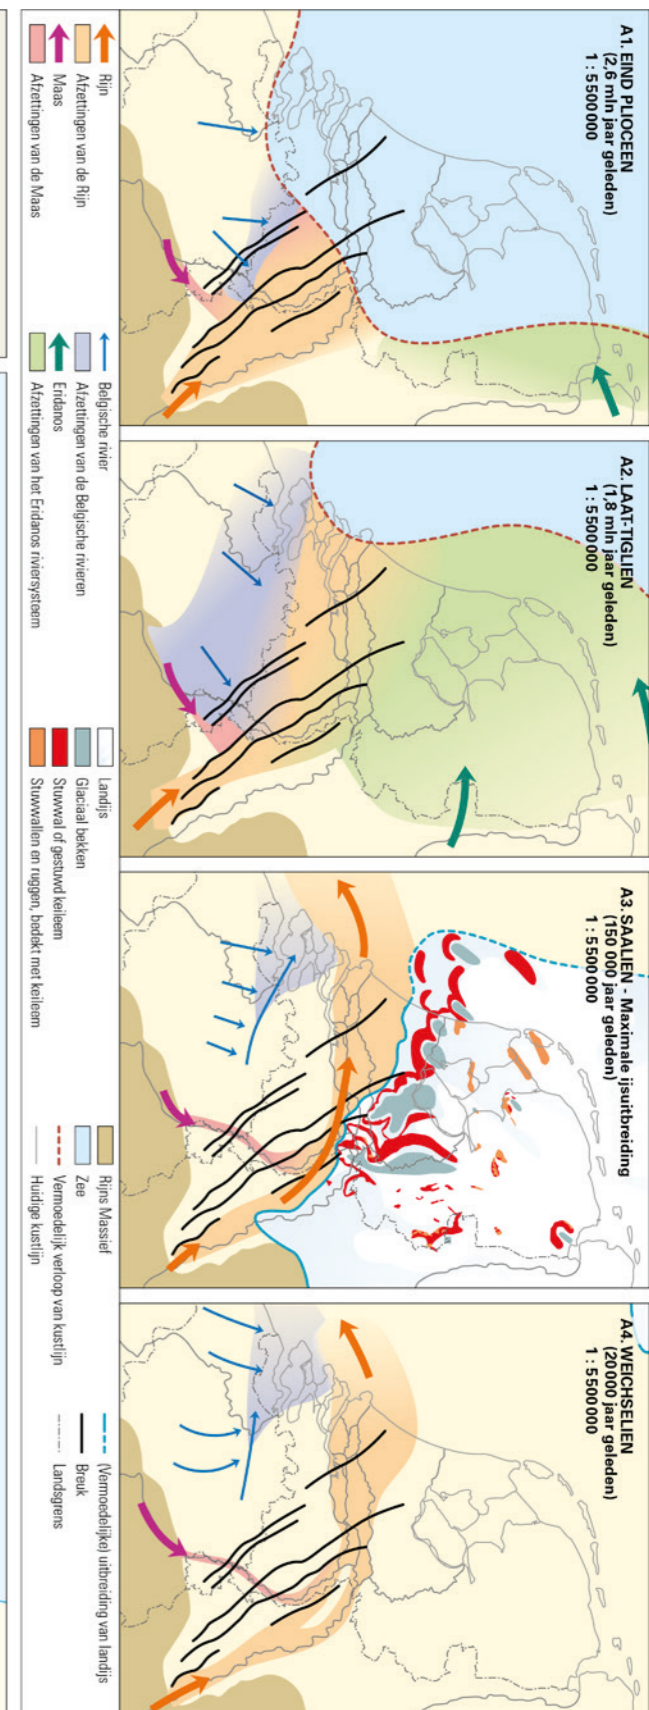 A1. EIND PLIOCEEN
(2,6 mln jaar geleden)
1 : 5 500 000
A2. LAAT-TIGLIEN
(1,8 mln jaar geleden)
1 : 5 500 000
A3. SAALIEN - Maximale ijsuitbreiding
(150 000 jaar geleden)
1 : 5 500 000
A4. WEICHSELIEN
(20 000 jaar geleden)
1 : 5 500 000
Rijn
Afzettingen van de Rijn
Maas
Afzettingen van de Maas
Belgische rivier
Afzettingen van de Belgische rivieren
Eridanos
Afzettingen van het Eridanos riviersysteem
Landijs
Glaciaal bekken
Stuwwal of gestuwd keileem
Stuwwallen en ruggen, bedekt met keileem
Rijns Massief
Zee
Vermoedelijk verloop van kustlijn
Huidige kustlijn
(Vermoedelijke) uitbreiding van landijs
Breuk
Landsgrens